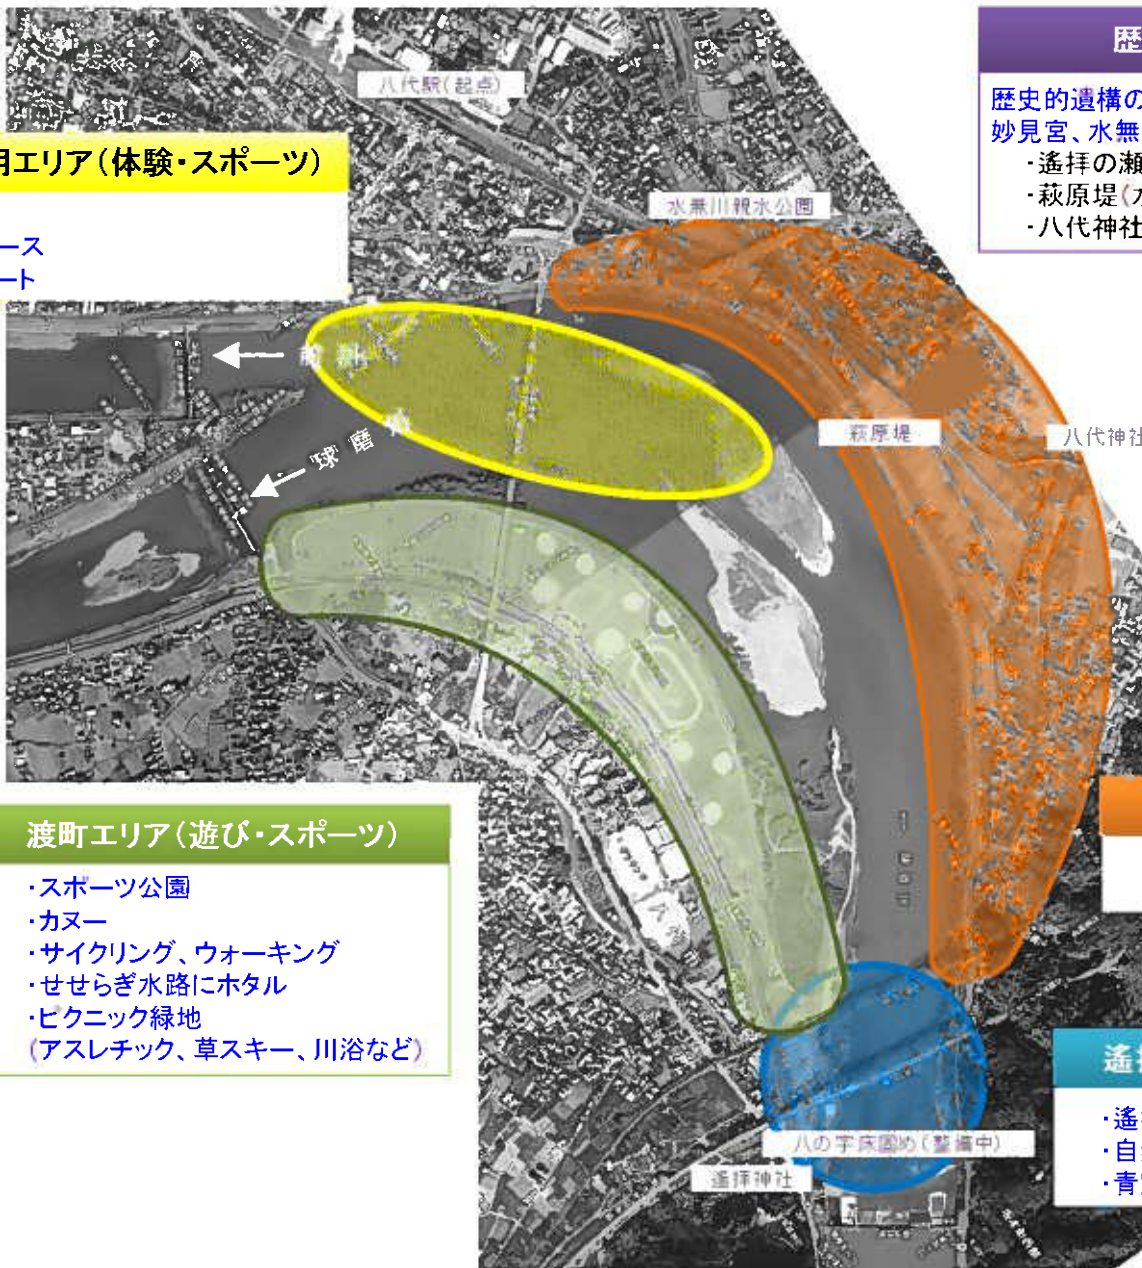 八代駅(起点)
歴
歴史的遺構の
妙見宮、水無
・遙拝の瀬
・萩原堤(
・八代神社
用エリア(体験・スポーツ)
ース
ート
水無川親水公園
萩原堤
八代神社
球磨
渡町エリア(遊び・スポーツ)
・スポーツ公園
・カヌー
・サイクリング、ウォーキング
・せせらぎ水路にホタル
・ピクニック緑地
(アスレチック、草スキー、川浴など)
八の字床固め(整備中)
遙拝神社
遙
・遙
・自
・青